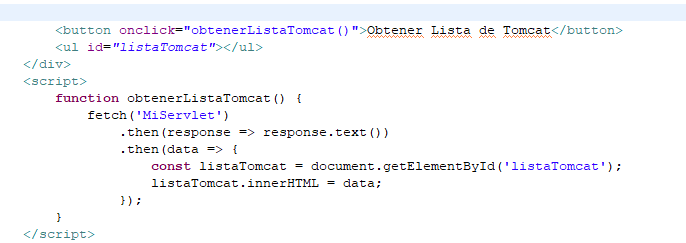 <button onclick="obtenerListaTomcat()">Obtener Lista de Tomcat</button>
<ul id="listaTomcat"></ul>
</div>
<script>
function obtenerListaTomcat() {
fetch('MiServlet')
.then(response => response.text())
.then(data => {
const listaTomcat = document.getElementById('listaTomcat');
listaTomcat.innerHTML = data;
});
}
</script>